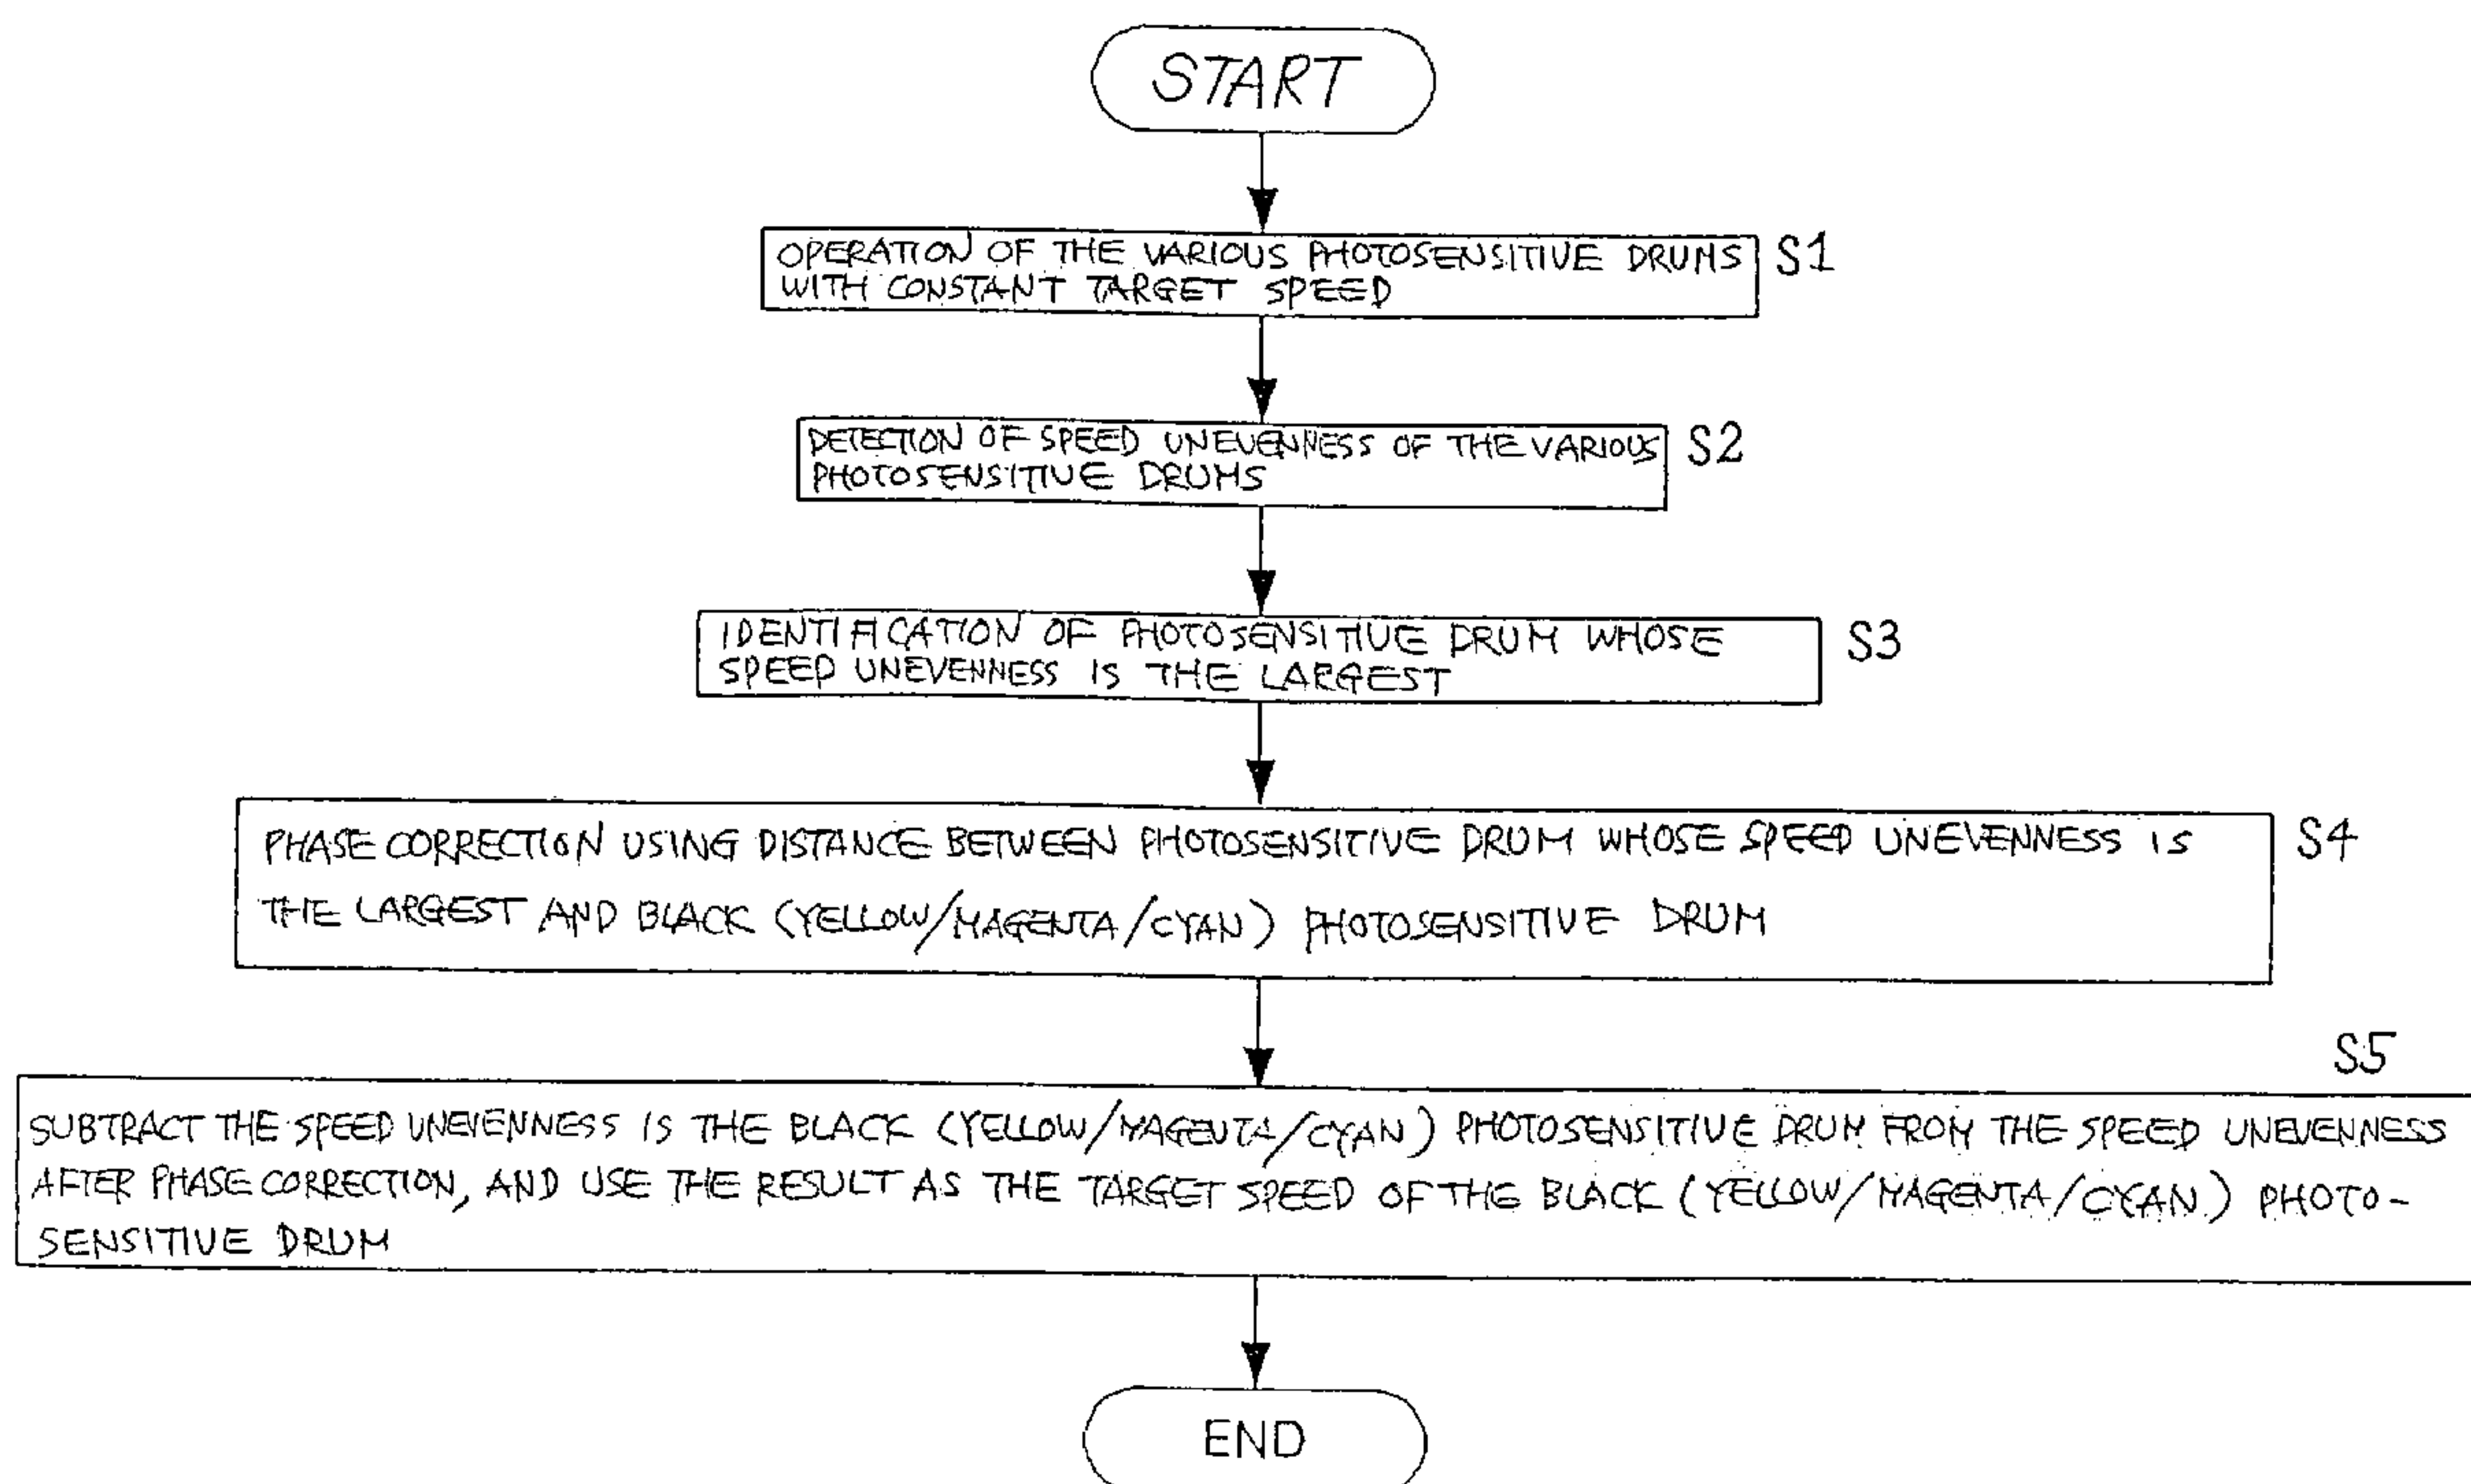 START
OPERATION OF THE VARIOUS PHOTOSENSITIVE DRUMS
WITH CONSTANT TARGET SPEED
S1
DETECTION OF SPEED UNEVENNESS OF THE VARIOUS
PHOTOSENSITIVE DRUMS
S2
IDENTIFICATION OF PHOTOSENSITIVE DRUM WHOSE
SPEED UNEVENNESS IS THE LARGEST
S3
PHASE CORRECTION USING DISTANCE BETWEEN PHOTOSENSITIVE DRUM WHOSE SPEED UNEVENNESS IS
THE LARGEST AND BLACK (YELLOW/MAGENTA/CYAN) PHOTOSENSITIVE DRUM
S4
S5
SUBTRACT THE SPEED UNEVENNESS IS THE BLACK (YELLOW/MAGENTA/CYAN) PHOTOSENSITIVE DRUM FROM THE SPEED UNEVENNESS
AFTER PHASE CORRECTION, AND USE THE RESULT AS THE TARGET SPEED OF THE BLACK (YELLOW/MAGENTA/CYAN) PHOTO-
SENSITIVE DRUM
END